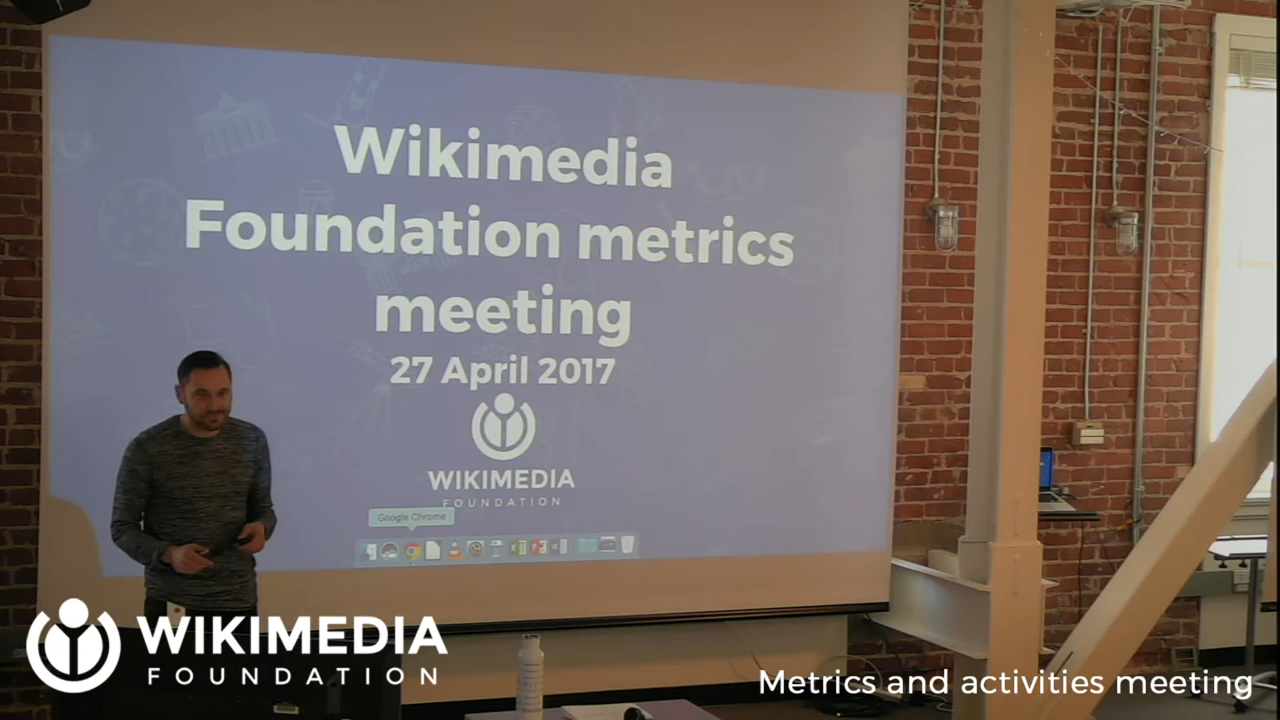 Wikimedia
Foundation metrics
meeting
27 April 2017
WIKIMEDIA
FOUNDATION
Google Chrome
WIKIMEDIA
FOUNDATION
Metrics and activities meeting